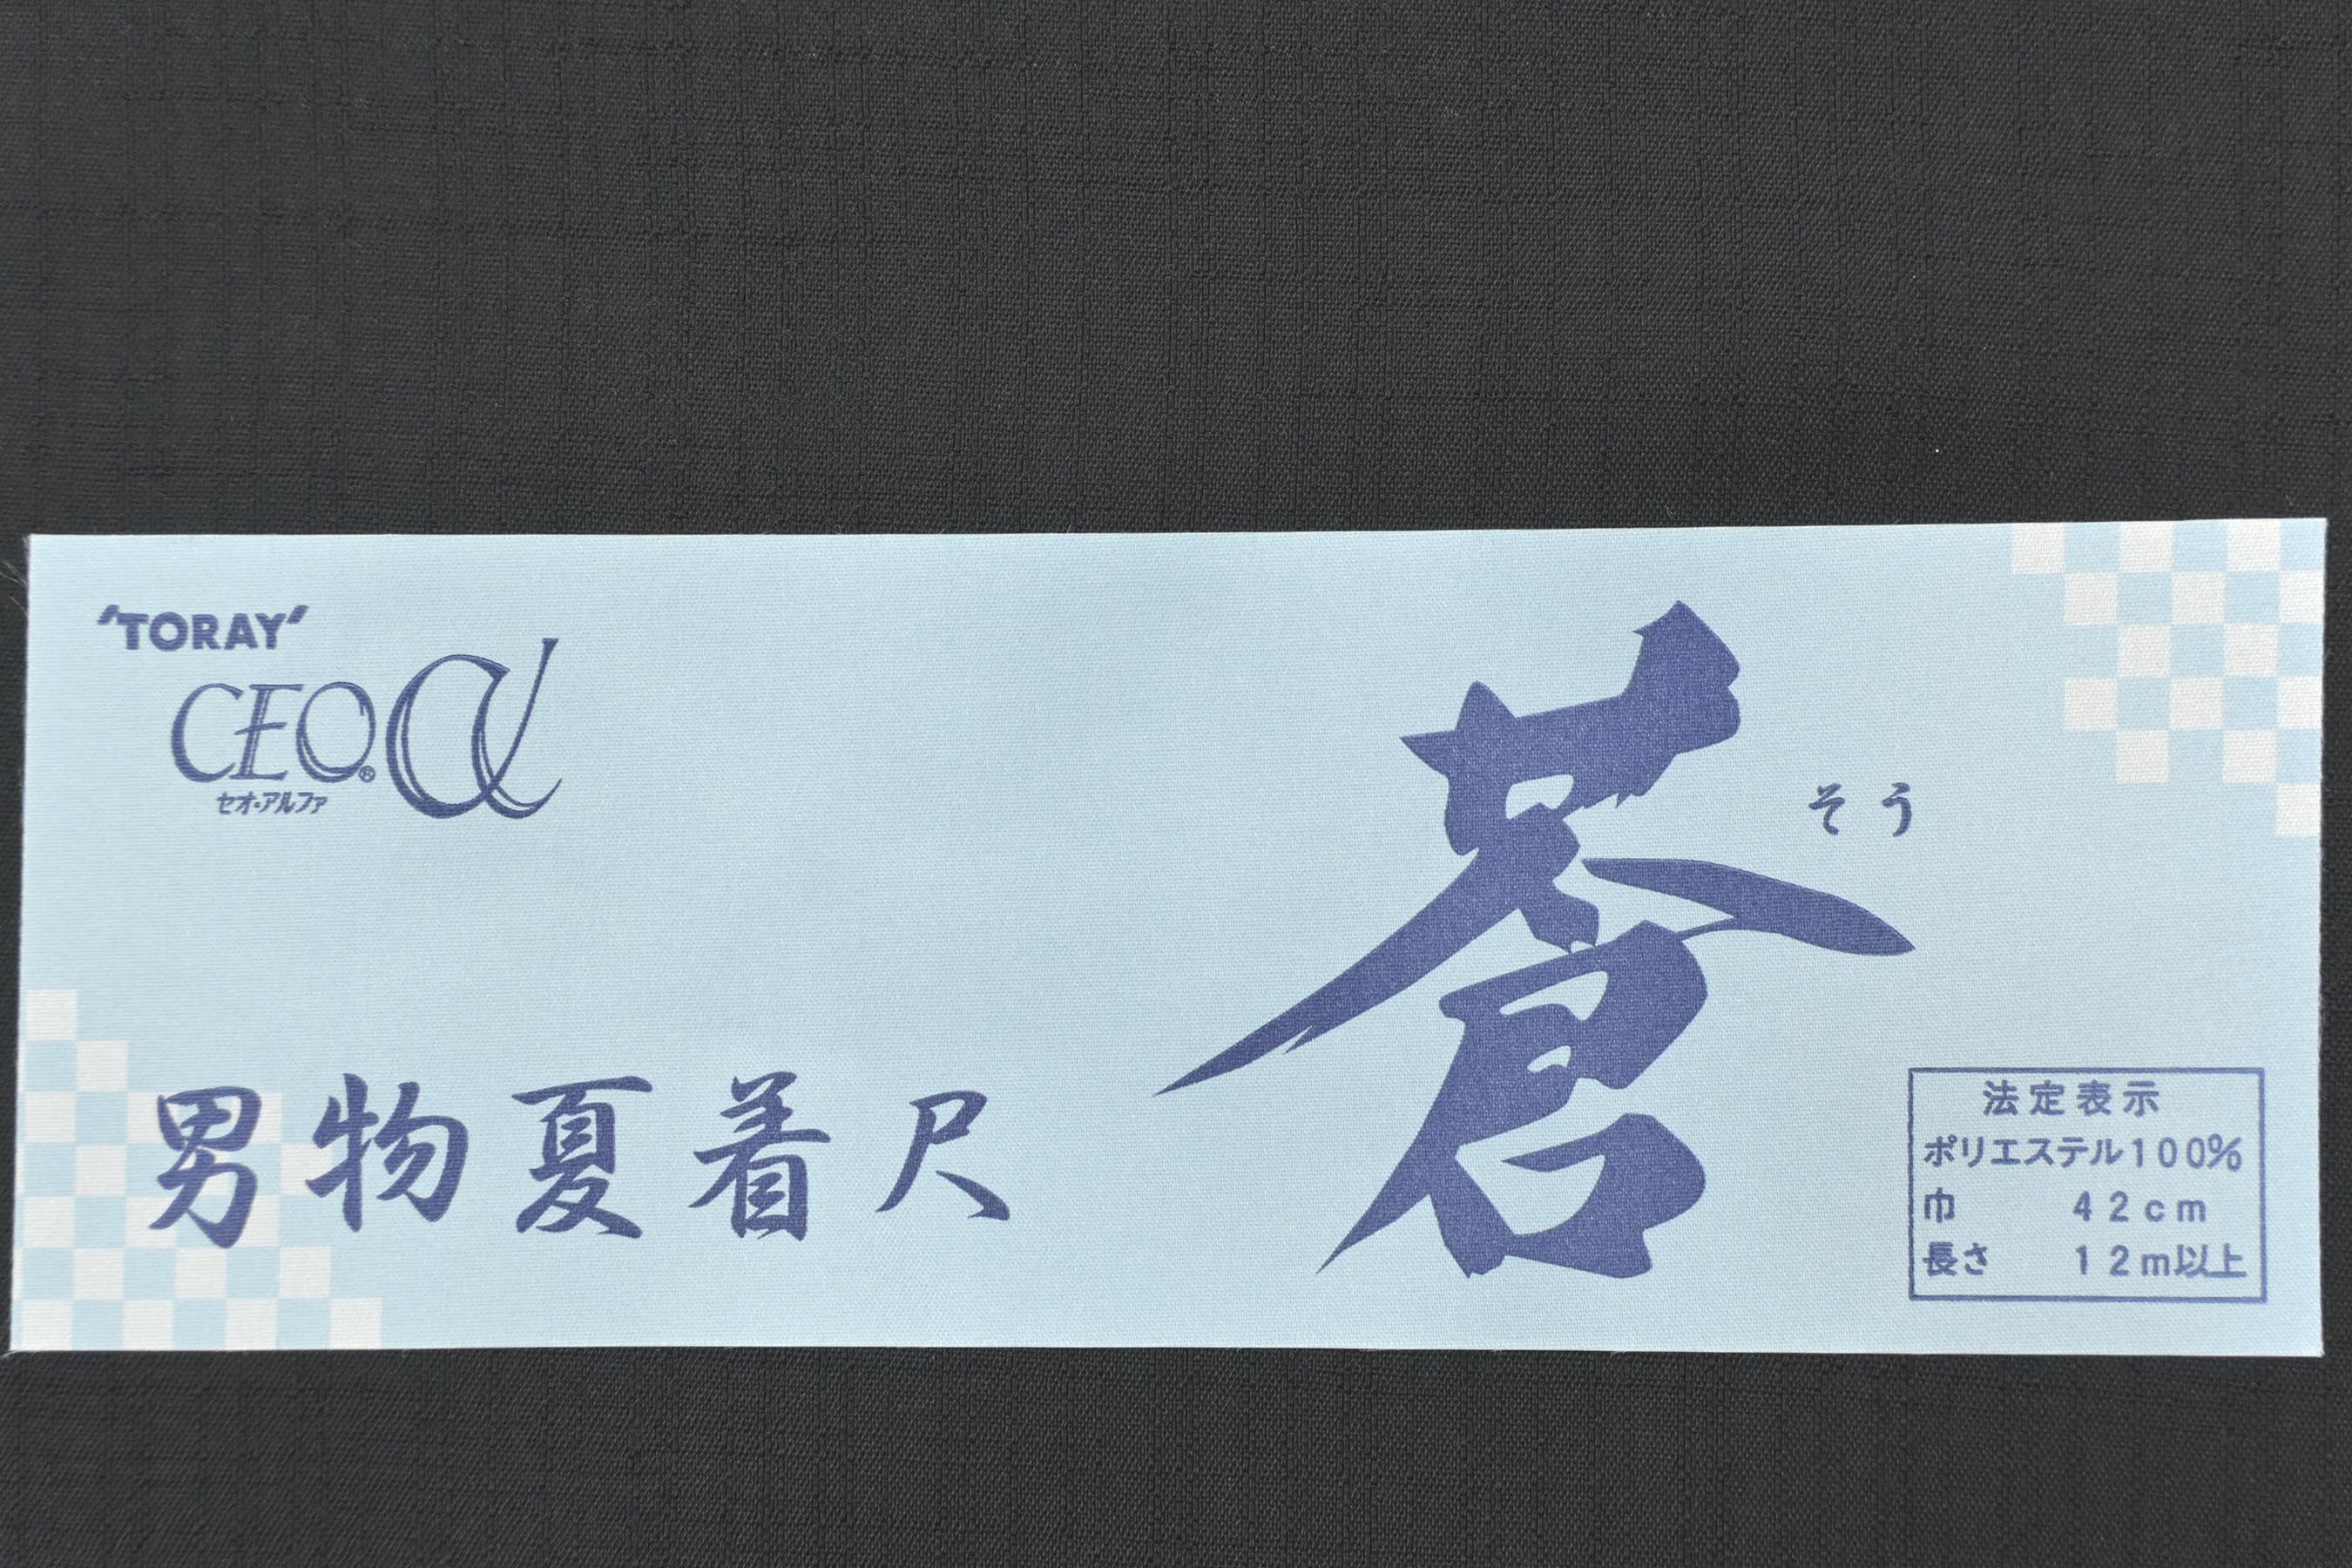 'TORAY'
CEO®α
セオ・アルファ
蒼
そう
男物夏着尺
法定表示
ポリエステル100%
巾 42cm
長さ 12m以上